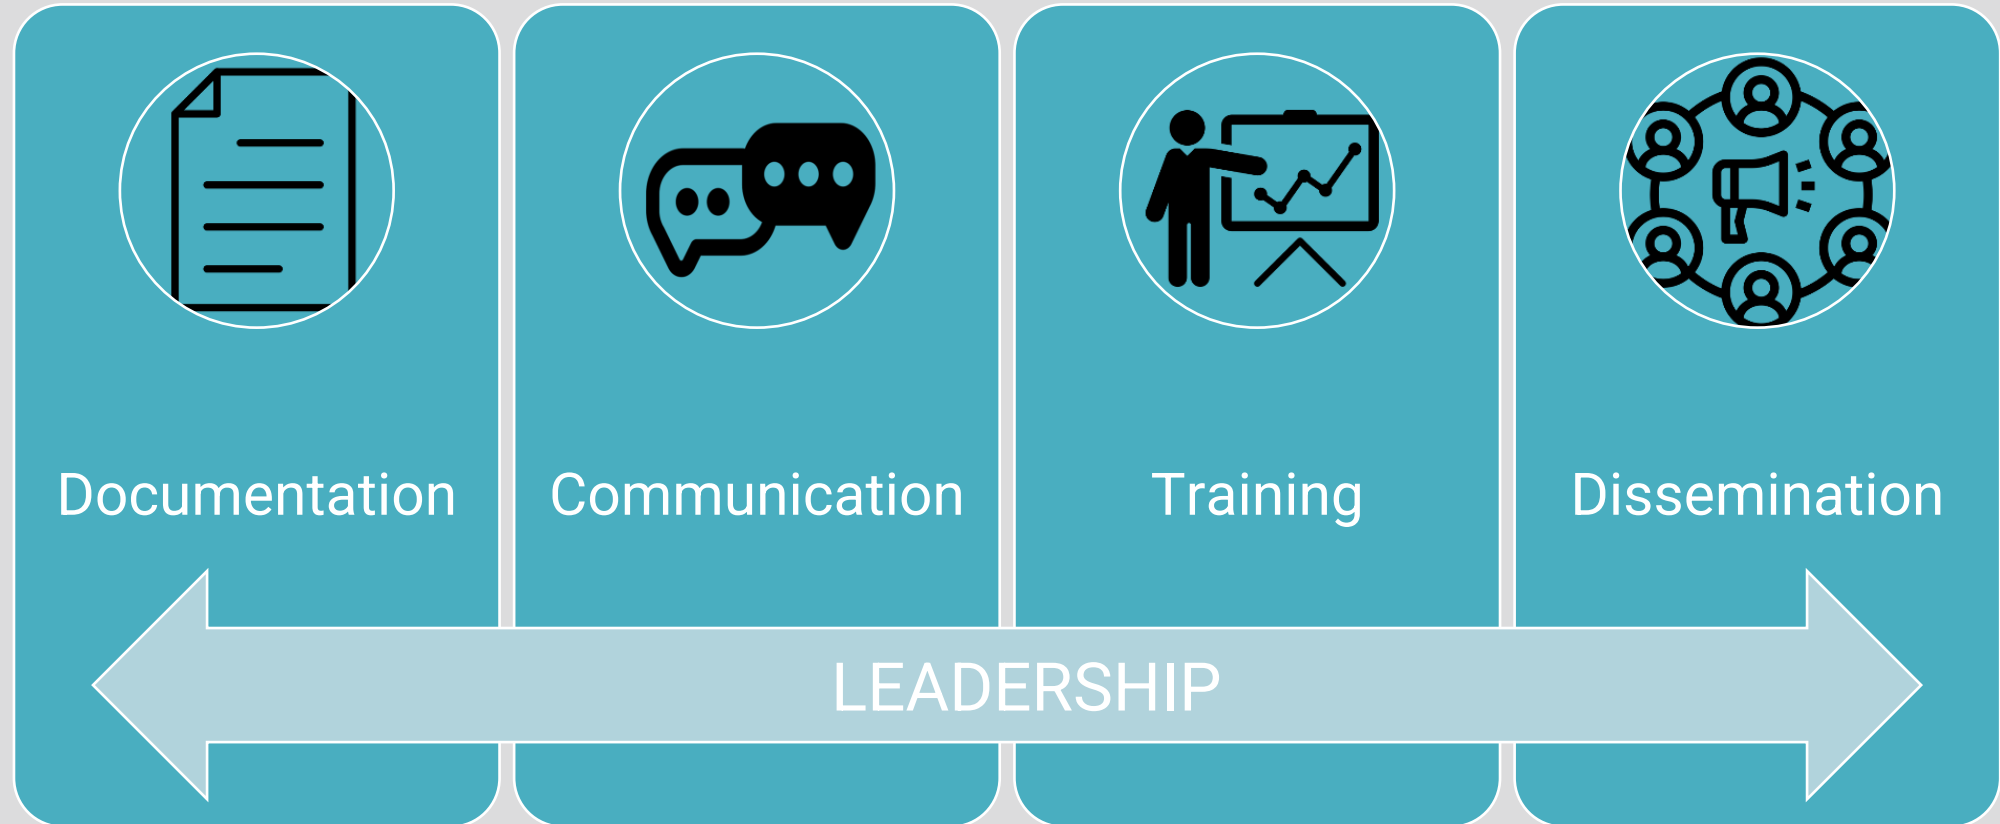 Documentation
Communication
Training
Dissemination
LEADERSHIP